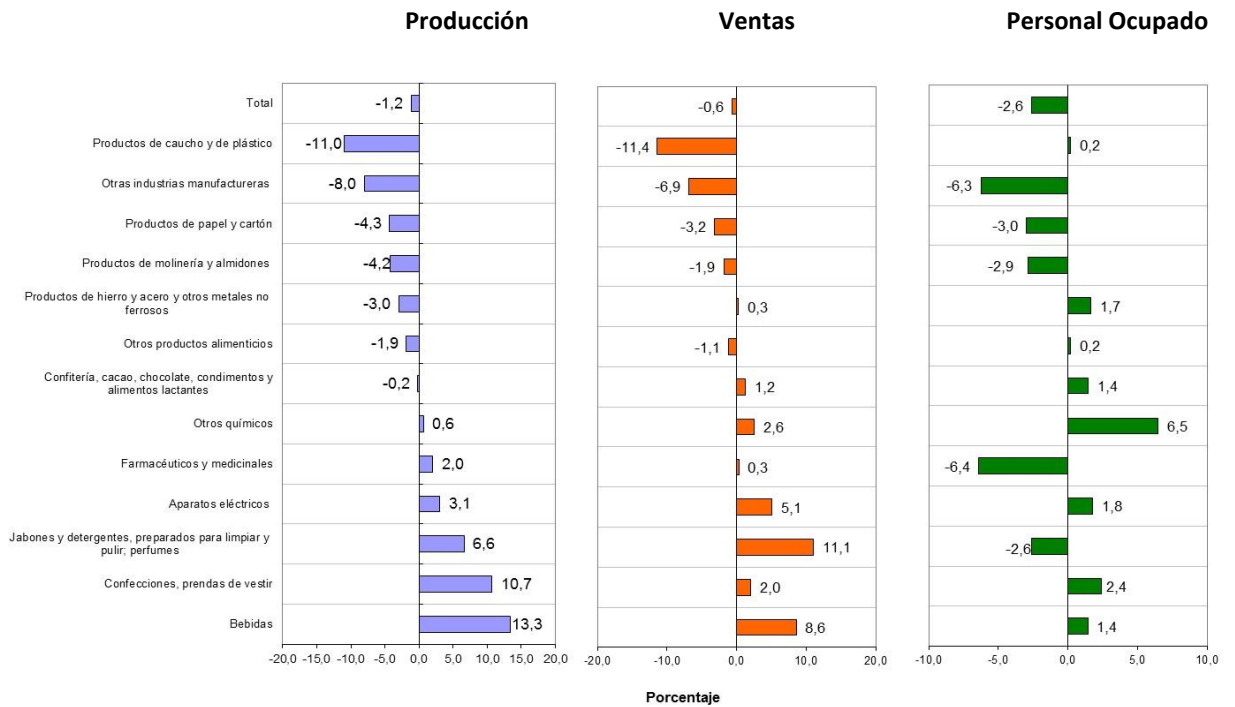 Producción
Ventas
Personal Ocupado
Total
-1,2
-0,6
-2,6
Productos de caucho y de plástico
-11,0
-11,4
0,2
Otras industrias manufactureras
-8,0
-6,9
-6,3
Productos de papel y cartón
-4,3
-3,2
-3,0
Productos de molinería y almidones
-4,2
-1,9
-2,9
Productos de hierro y acero y otros metales no
ferrosos
-3,0
0,3
1,7
Otros productos alimenticios
-1,9
-1,1
0,2
Confitería, cacao, chocolate, condimentos y
alimentos lactantes
-0,2
1,2
1,4
Otros químicos
0,6
2,6
6,5
Farmacéuticos y medicinales
2,0
0,3
-6,4
Aparatos eléctricos
3,1
5,1
1,8
Jabones y detergentes, preparados para limpiar y
pulir; perfumes
6,6
11,1
-2,6
Confecciones, prendas de vestir
10,7
2,0
2,4
Bebidas
13,3
8,6
1,4
-20,0 -15,0 -10,0 -5,0 0,0 5,0 10,0 15,0 20,0
-20,0 -10,0 0,0 10,0 20,0
-10,0 -5,0 0,0 5,0 10,0
Porcentaje